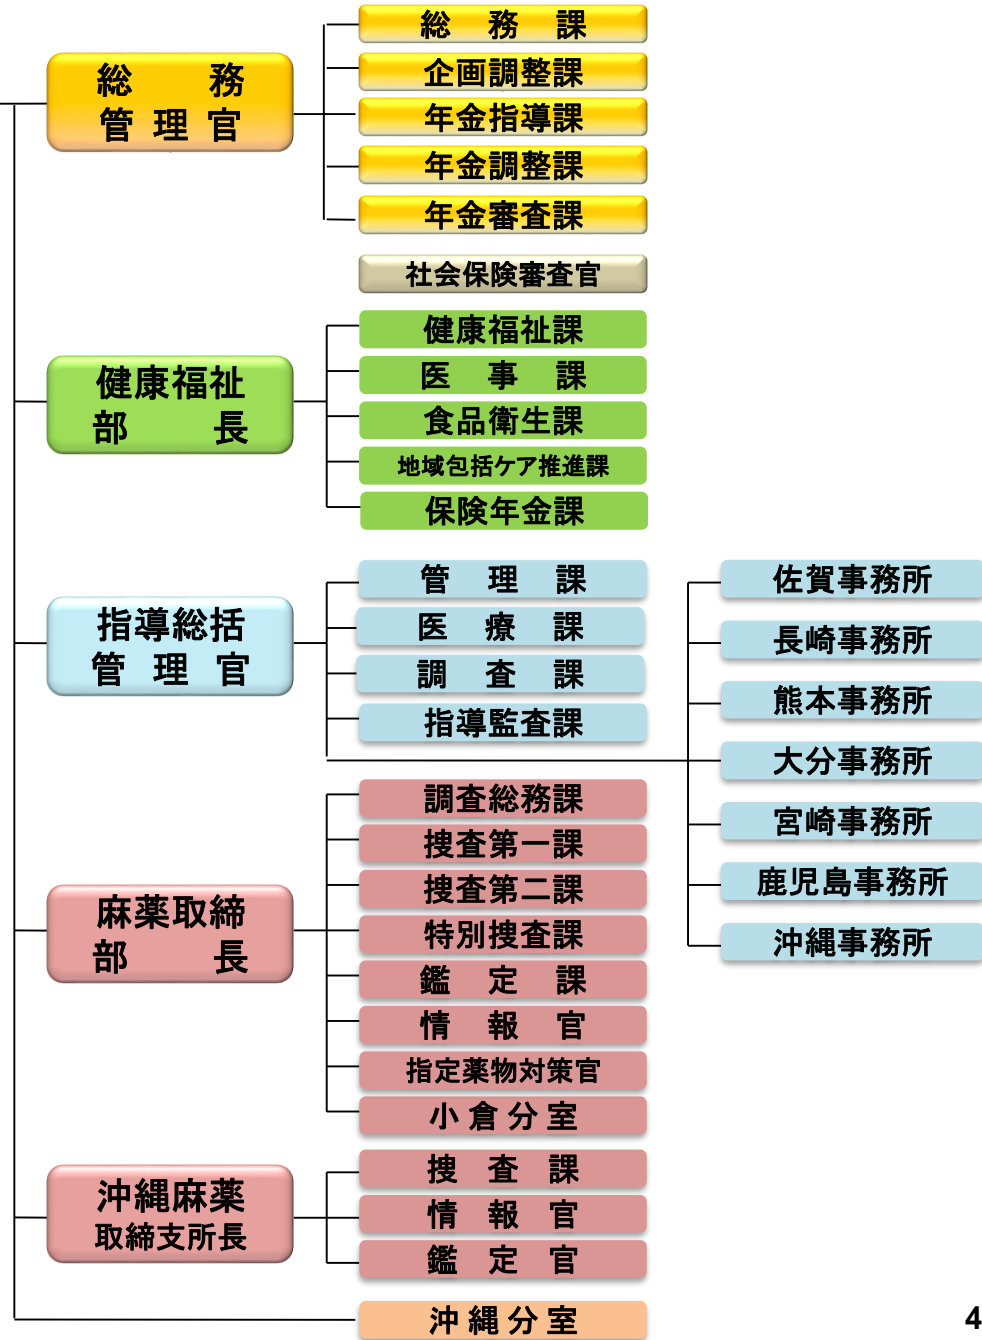 総務
管理官
総務課
企画調整課
年金指導課
年金調整課
年金審査課
社会保険審査官
健康福祉
部長
健康福祉課
医事課
食品衛生課
地域包括ケア推進課
保険年金課
指導総括
管理官
管理課
医療課
調査課
指導監査課
佐賀事務所
長崎事務所
熊本事務所
大分事務所
宮崎事務所
鹿児島事務所
沖縄事務所
麻薬取締
部長
調査総務課
捜査第一課
捜査第二課
特別捜査課
鑑定課
情報官
指定薬物対策官
小倉分室
沖縄麻薬
取締支所長
捜査課
情報官
鑑定官
沖縄分室
4